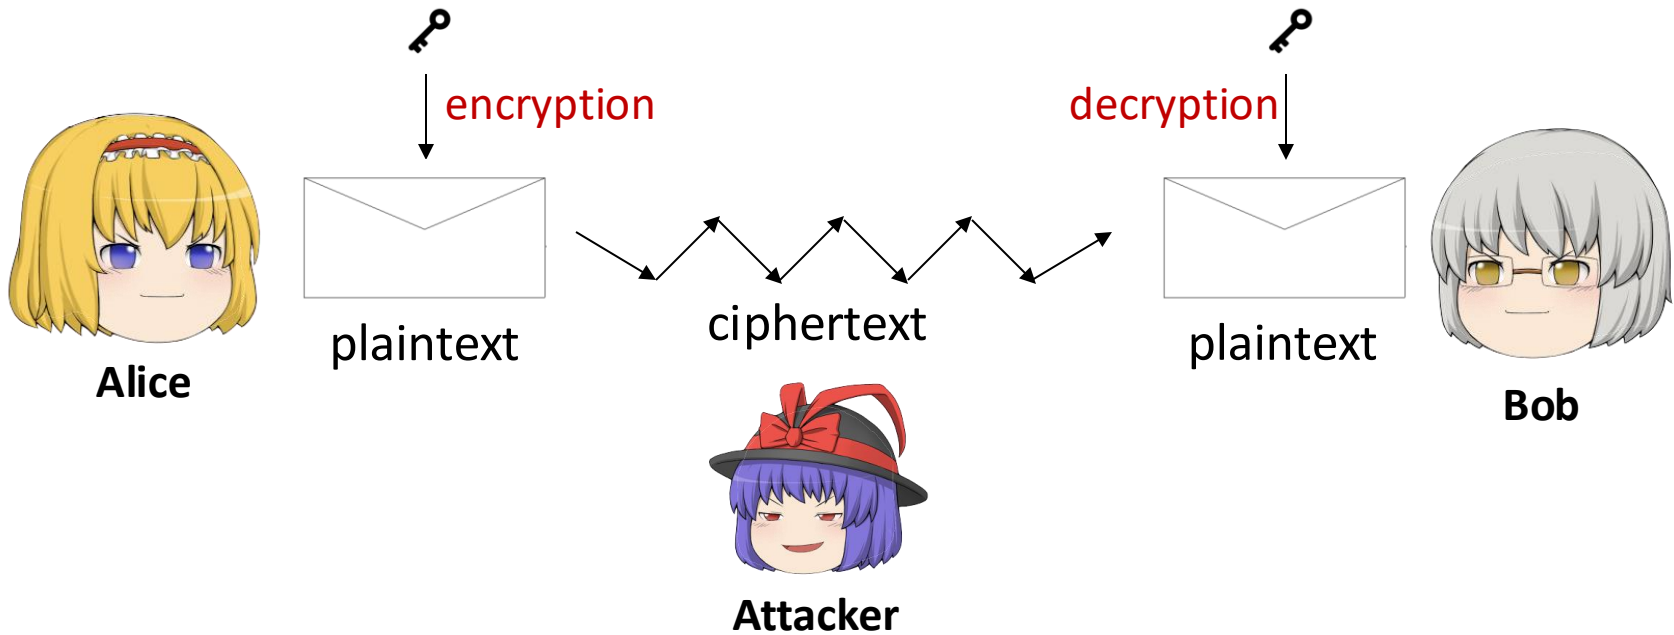 encryption
decryption
plaintext
ciphertext
plaintext
Alice
Bob
Attacker